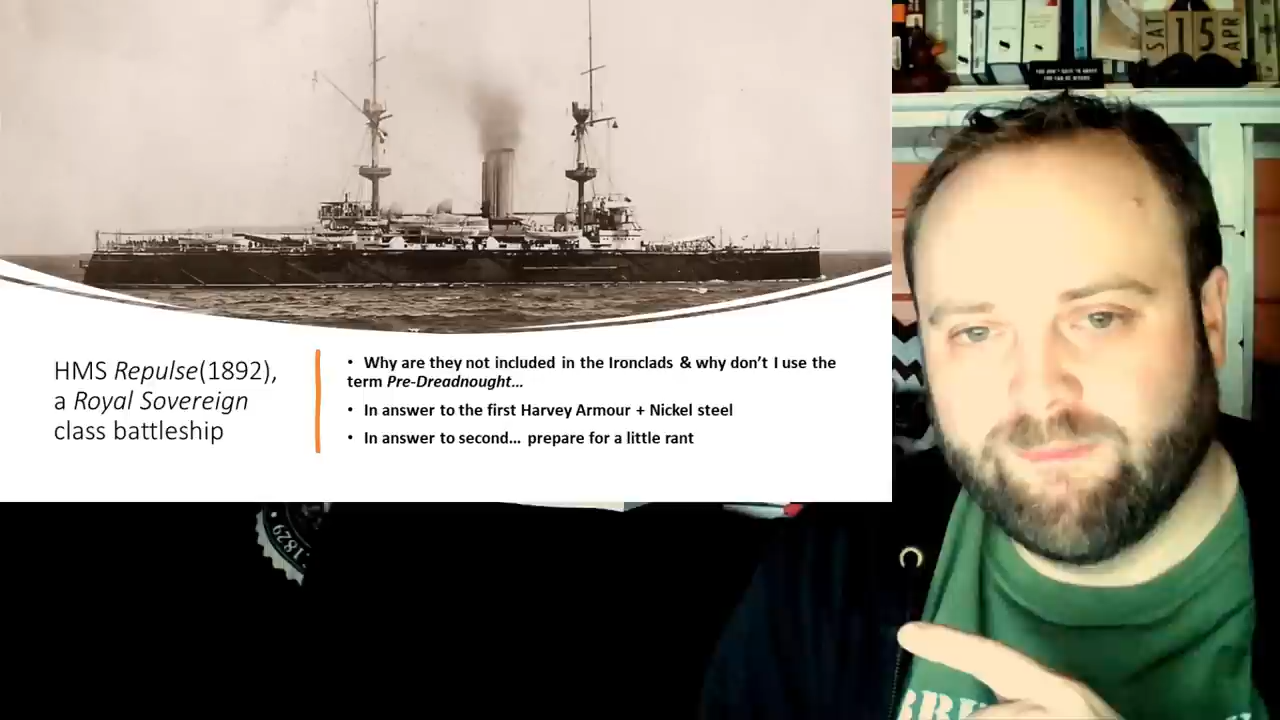 SAT 15 APR
HMS Repulse(1892),
a Royal Sovereign
class battleship
• Why are they not included in the Ironclads & why don't I use the
term Pre-Dreadnought...
• In answer to the first Harvey Armour + Nickel steel
• In answer to second... prepare for a little rant
1829